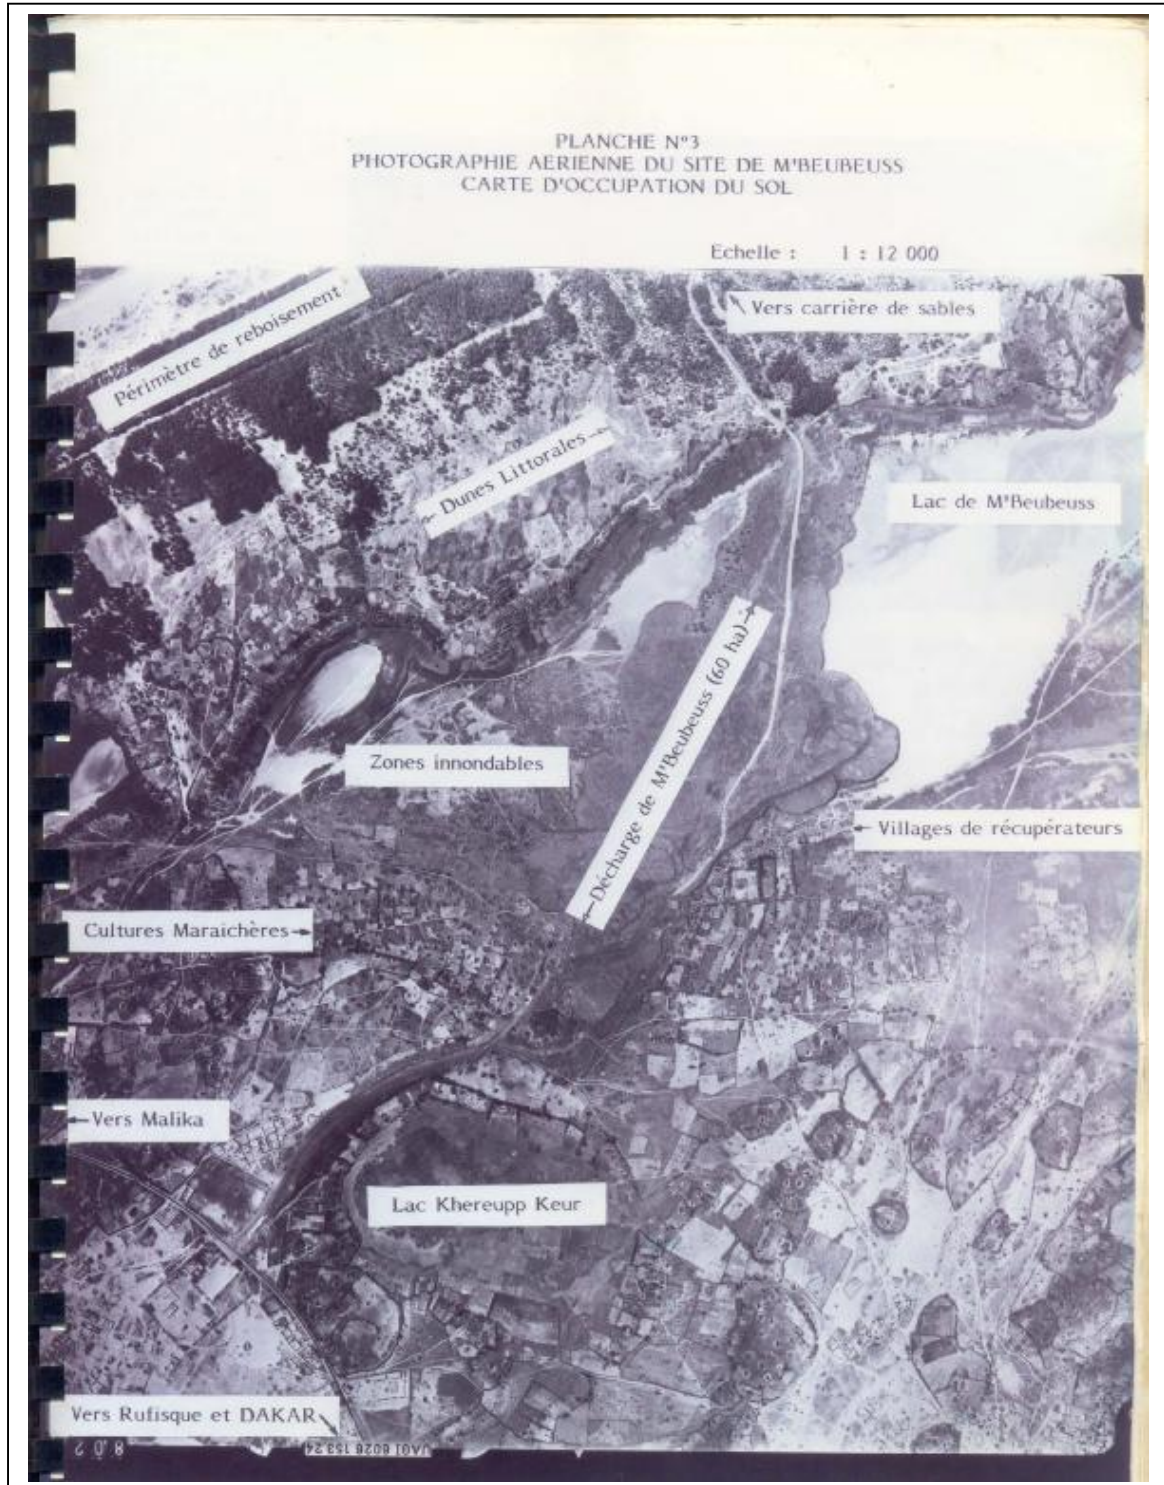 PLANCHE N°3
PHOTOGRAPHIE AERIENNE DU SITE DE M'BEUBEUSS
CARTE D'OCCUPATION DU SOL
Echelle : 1 : 12 000
Vers carrière de sables
Périmètre de reboisement
Dunes Littorales
Lac de M'Beubeuss
Décharge de M'Beubeuss (60 ha)
Zones innondables
Villages de récupérateurs
Cultures Maraichères
Vers Malika
Lac Khereupp Keur
Vers Rufisque et DAKAR